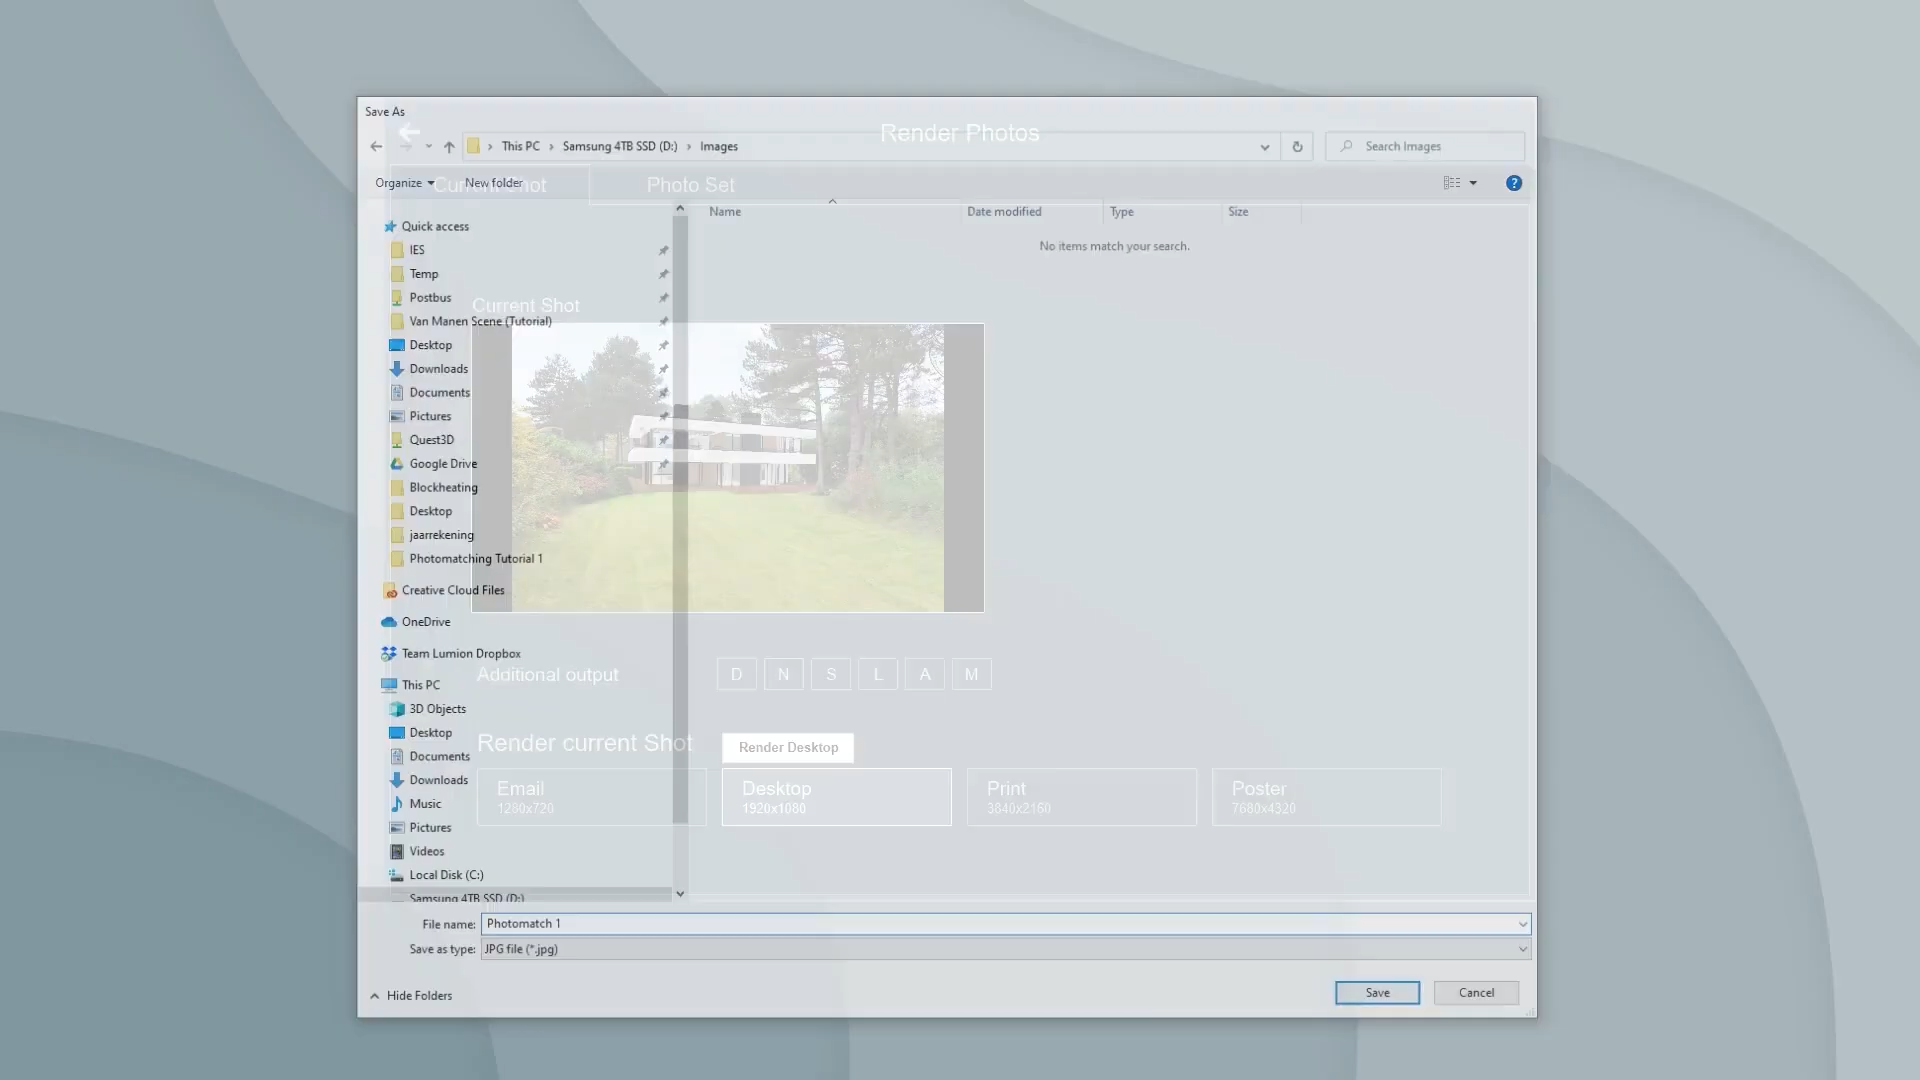 Save As
Render Photos
This PC > Samsung 4TB SSD (D:) > Images
Search Images
Organize
New folder
Current Shot
Photo Set
Name
Date modified
Type
Size
No items match your search.
Quick access
IES
Temp
Postbus
Van Manen Scene (Tutorial)
Desktop
Downloads
Documents
Pictures
Quest3D
Google Drive
Blockheating
Desktop
jaarrekening
Photomatching Tutorial 1
Creative Cloud Files
OneDrive
Team Lumion Dropbox
This PC
3D Objects
Desktop
Documents
Downloads
Music
Pictures
Videos
Local Disk (C:)
Samsung 4TB SSD (D:)
Current Shot
Additional output
D N S L A M
Render current Shot
Render Desktop
Email
1280x720
Desktop
1920x1080
Print
3840x2160
Poster
7680x4320
File name: Photomatch 1
Save as type: JPG file (*.jpg)
Hide Folders
Save
Cancel